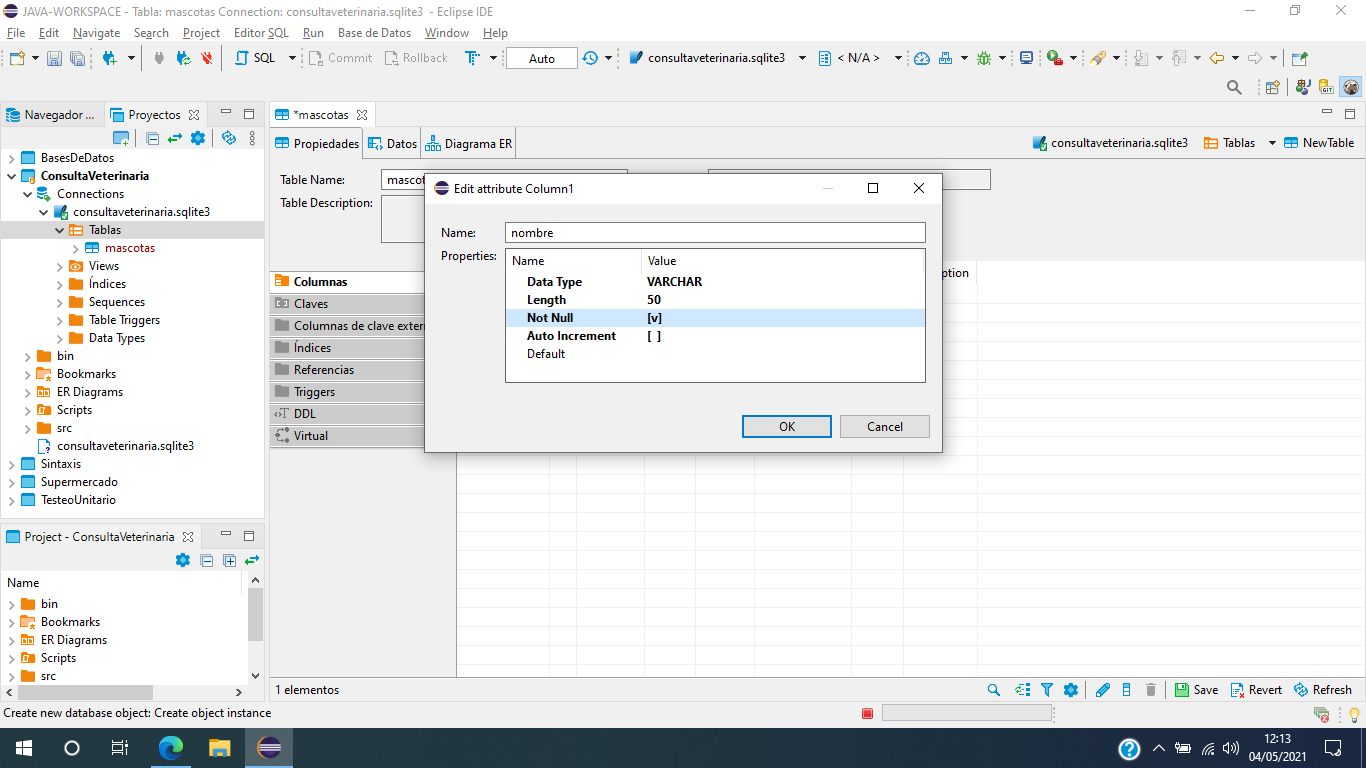 JAVA-WORKSPACE - Tabla: mascotas Connection: consultaveterinaria.sqlite3 - Eclipse IDE
File Edit Navigate Search Project Editor SQL Run Base de Datos Window Help
SQL Commit Rollback Auto consultaveterinaria.sqlite3 < N/A >
Navegador ... Proyectos
*mascotas
Propiedades Datos Diagrama ER consultaveterinaria.sqlite3 Tablas NewTable
BasesDeDatos
ConsultaVeterinaria
Connections
consultaveterinaria.sqlite3
Tablas
mascotas
Views
Índices
Sequences
Table Triggers
Data Types
bin
Bookmarks
ER Diagrams
Scripts
src
consultaveterinaria.sqlite3
Sintaxis
Supermercado
TesteoUnitario
Table Name: mascot
Table Description:
Columnas
Claves
Columnas de clave exter
Índices
Referencias
Triggers
DDL
Virtual
ption
Edit attribute Column1
Name: nombre
Properties:
Name Value
Data Type VARCHAR
Length 50
Not Null [v]
Auto Increment [ ]
Default
OK Cancel
Project - ConsultaVeterinaria
Name
bin
Bookmarks
ER Diagrams
Scripts
src
1 elementos
Save Revert Refresh
Create new database object: Create object instance
12:13
04/05/2021